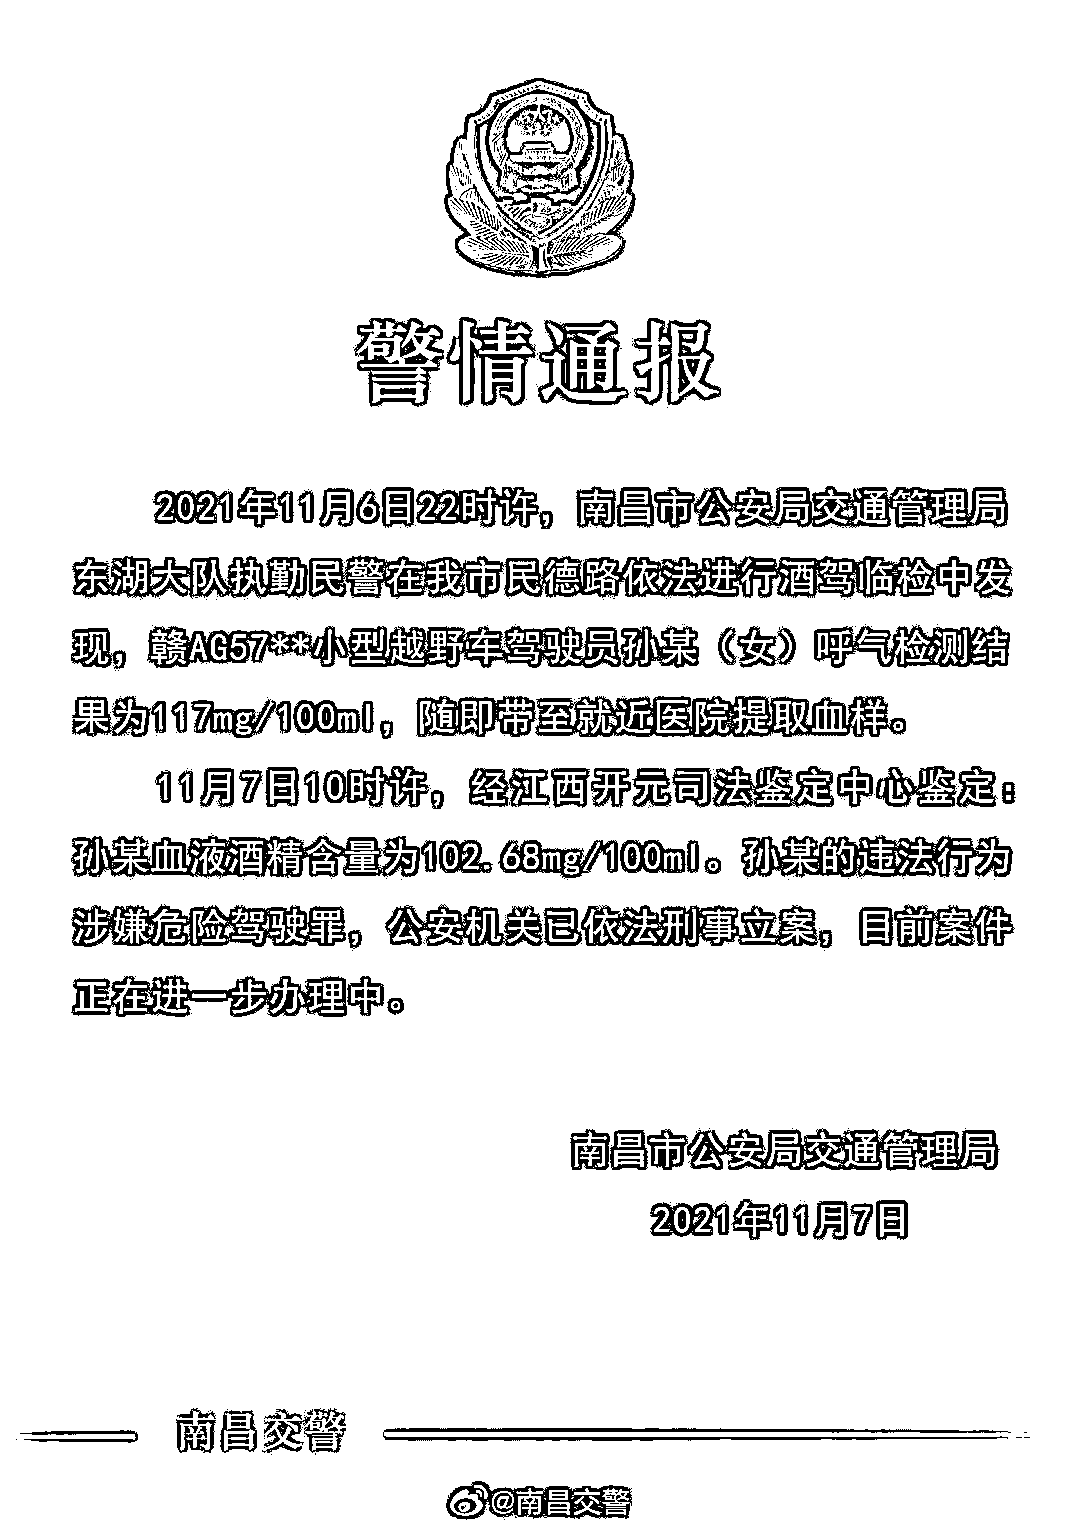 警情通报
2021年11月6日22时许，南昌市公安局交通管理局
东湖大队执勤民警在我市民德路依法进行酒驾临检中发
现，赣AG57**小型越野车驾驶员孙某（女）呼气检测结
果为117mg/100ml，随即带至就近医院提取血样。
11月7日10时许，经江西开元司法鉴定中心鉴定：
孙某血液酒精含量为102.68mg/100ml。孙某的违法行为
涉嫌危险驾驶罪，公安机关已依法刑事立案，目前案件
正在进一步办理中。
南昌市公安局交通管理局
2021年11月7日
南昌交警
@南昌交警